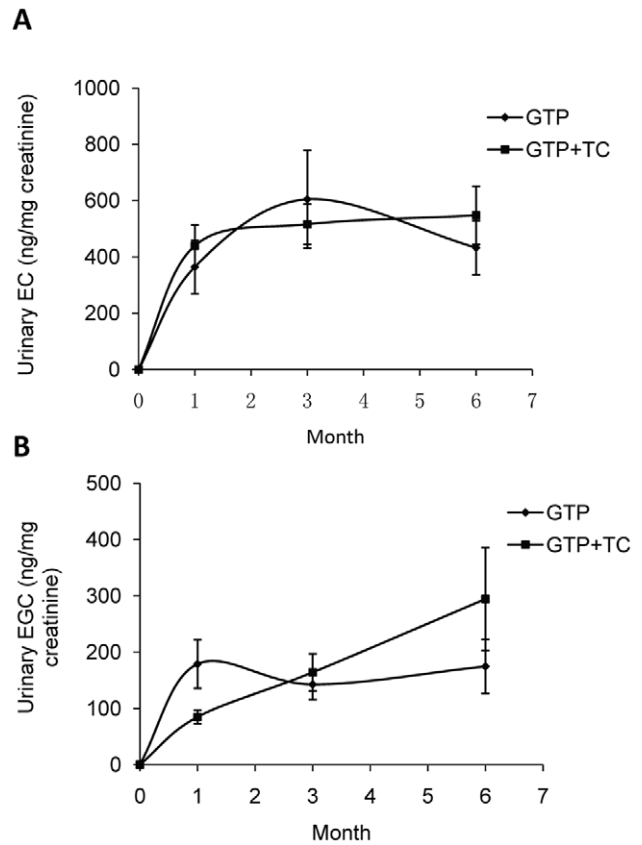 A
Urinary EC (ng/mg creatinine)
1000
800
600
400
200
0
0 1 2 3 4 5 6 7
Month
GTP
GTP+TC
B
Urinary EGC (ng/mg
creatinine)
500
400
300
200
100
0
0 1 2 3 4 5 6 7
Month
GTP
GTP+TC